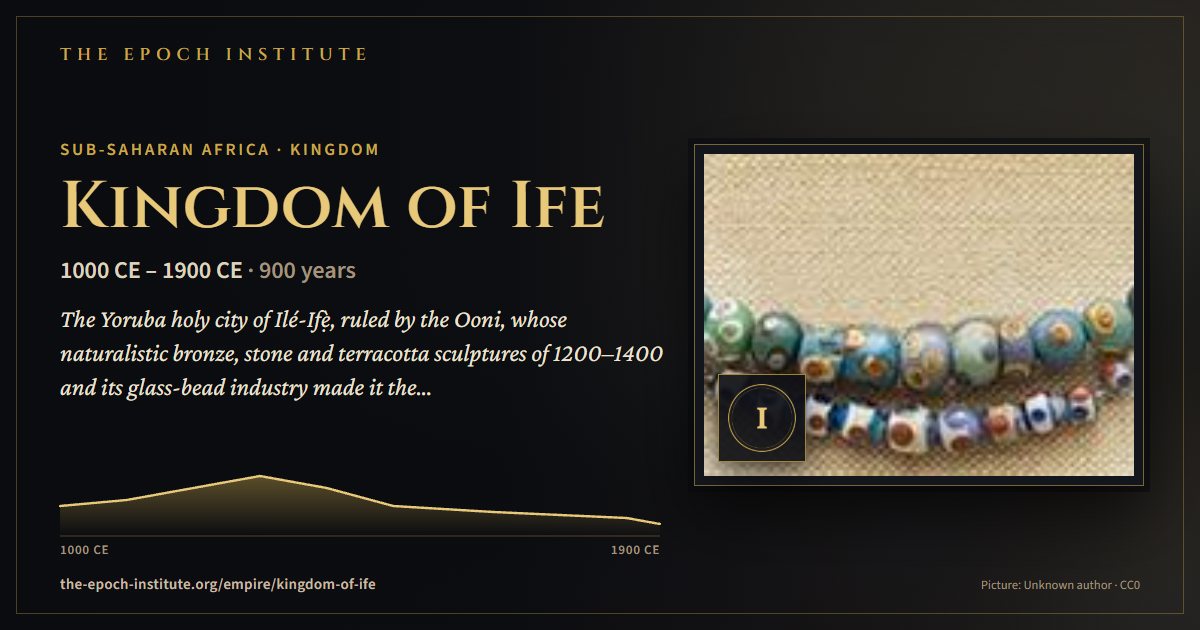 THE EPOCH INSTITUTE
SUB-SAHARAN AFRICA · KINGDOM
KINGDOM OF IFE
1000 CE – 1900 CE · 900 years
The Yoruba holy city of Ilé-Ifẹ̀, ruled by the Ooni, whose
naturalistic bronze, stone and terracotta sculptures of 1200–1400
and its glass-bead industry made it the...
I
1000 CE
1900 CE
the-epoch-institute.org/empire/kingdom-of-ife
Picture: Unknown author · CC0